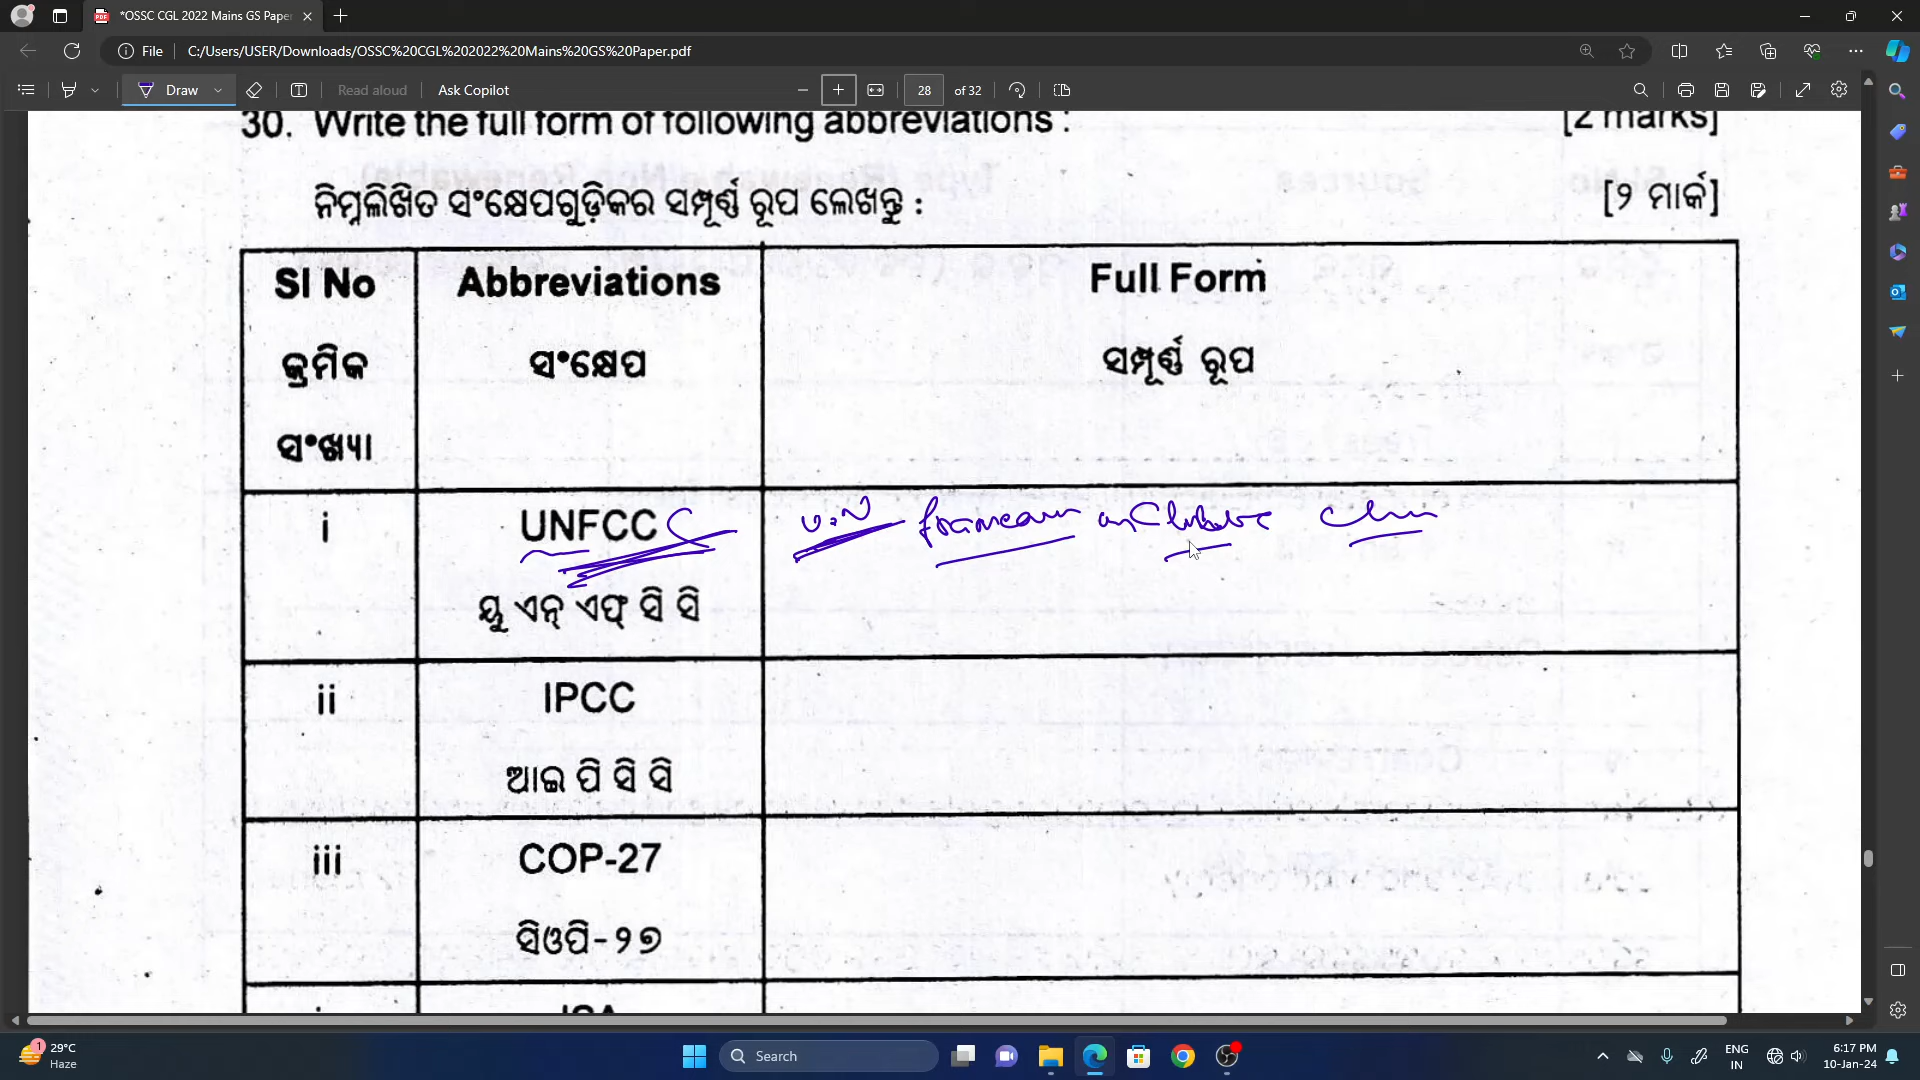 *OSSC CGL 2022 Mains GS Pape
File C:/Users/USER/Downloads/OSSC%20CGL%202022%20Mains%20GS%20Paper.pdf
Draw Read aloud Ask Copilot 28 of 32
30. Write the full form of following abbreviations : [2 marks]
ନିମ୍ନଲିଖିତ ସଂକ୍ଷେପଗୁଡ଼ିକର ସମ୍ପୂର୍ଣ୍ଣ ରୂପ ଲେଖନ୍ତୁ : [୨ ମାର୍କ]
SI No Abbreviations Full Form
କ୍ରମିକ ସଂକ୍ଷେପ ସମ୍ପୂର୍ଣ୍ଣ ରୂପ
ସଂଖ୍ୟା
i UNFCC C U.N
ୟୁ ଏନ୍ ଏଫ୍ ସି ସି
ii IPCC
ଆଇ ପି ସି ସି
iii COP-27
ସିଓପି-୨୭
Search
29°C
Haze
1
ENG
IN
6:17 PM
10-Jan-24